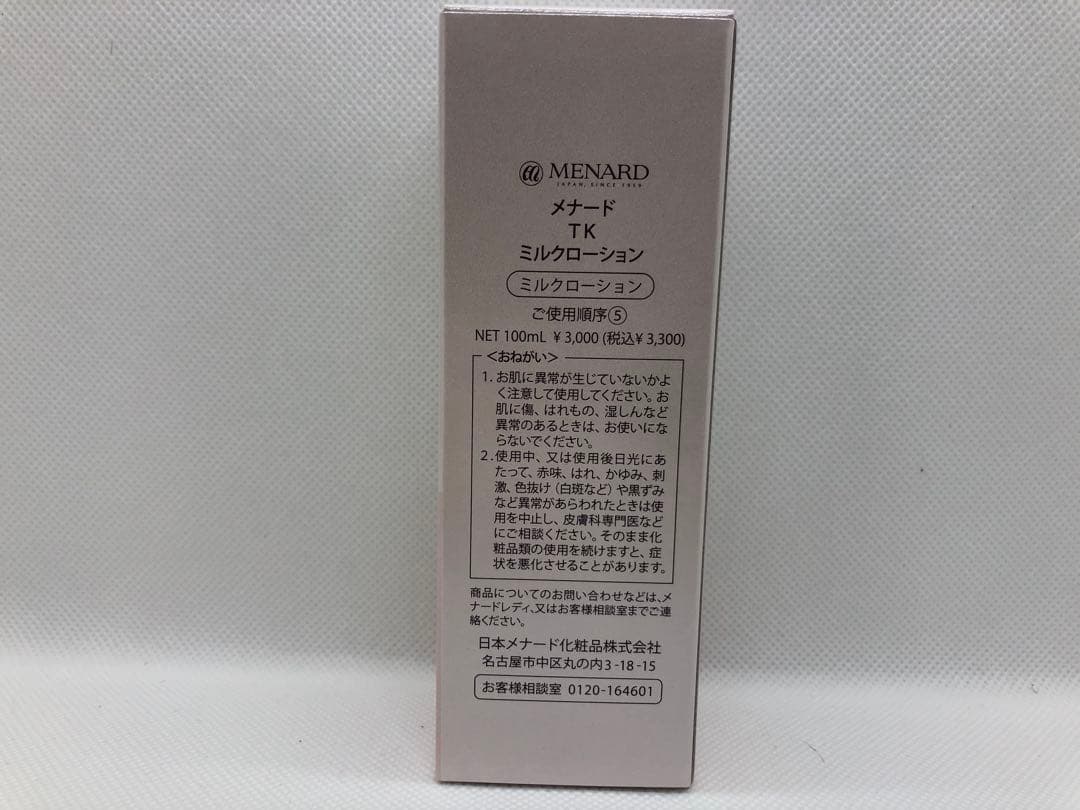 MENARD
JAPAN, SINCE 1959
メナード
TK
ミルクローション
ミルクローション
ご使用順序⑤
NET 100mL ¥3,000 (税込¥3,300)
<おねがい>
1. お肌に異常が生じていないかよ
く注意して使用してください。お
肌に傷、はれもの、湿しんなど
異常のあるときは、お使いにな
らないでください。
2. 使用中、又は使用後日光にあ
たって、赤味、はれ、かゆみ、刺
激、色抜け(白斑など)や黒ずみ
など異常があらわれたときは使
用を中止し、皮膚科専門医など
にご相談ください。そのまま化
粧品類の使用を続けますと、症
状を悪化させることがあります。
商品についてのお問い合わせなどは、メ
ナードレディ、又はお客様相談室までご連
絡ください。
日本メナード化粧品株式会社
名古屋市中区丸の内3-18-15
お客様相談室 0120-164601